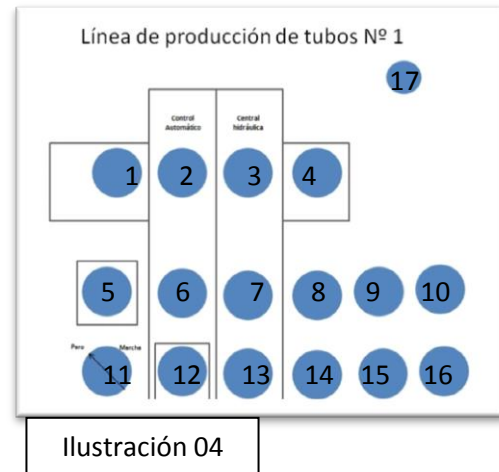 Línea de producción de tubos Nº 1
17
Control Automático
Central hidráulica
1 2 3 4
5 6 7 8 9 10
Paro Marcha
11 12 13 14 15 16
Ilustración 04